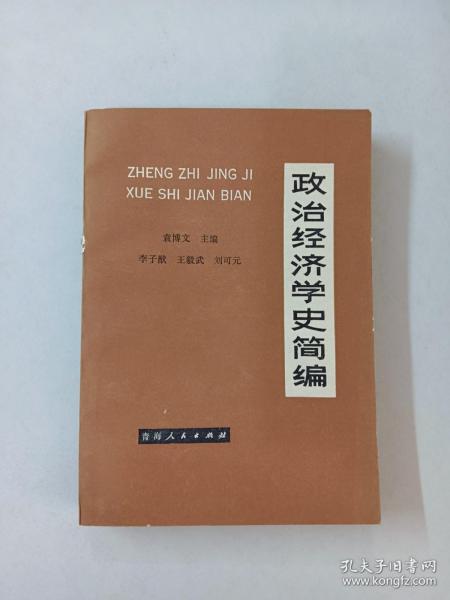 ZHENG ZHI JING JI
XUE SHI JIAN BIAN
政治经济学史简编
袁博文 主编
李子猷 王毅武 刘可元
青海人民出版社
孔夫子旧书网
www.kongfz.com